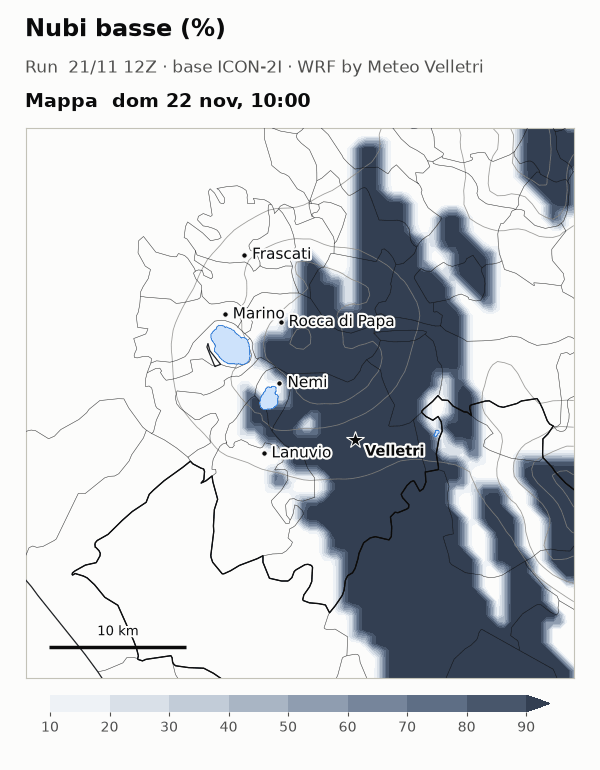 Nubi basse (%)
Run  21/11 12Z · base ICON-2I · WRF by Meteo Velletri
Mappa  dom 22 nov, 10:00
Frascati
Marino
Rocca di Papa
Nemi
Velletri
Lanuvio
10 km
10 20 30 40 50 60 70 80 90